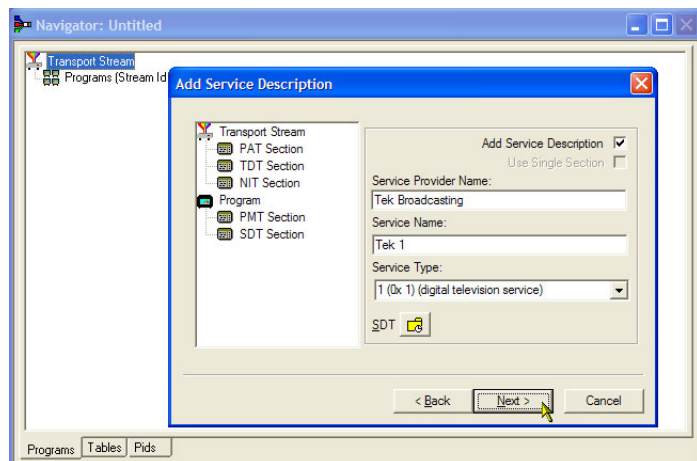 Navigator: Untitled
Transport Stream
Programs (Stream Id
Add Service Description
Transport Stream
PAT Section
TDT Section
NIT Section
Program
PMT Section
SDT Section
Add Service Description
Use Single Section
Service Provider Name:
Tek Broadcasting
Service Name:
Tek 1
Service Type:
1 (0x 1) (digital television service)
SDT
< Back
Next >
Cancel
Programs
Tables
Pids